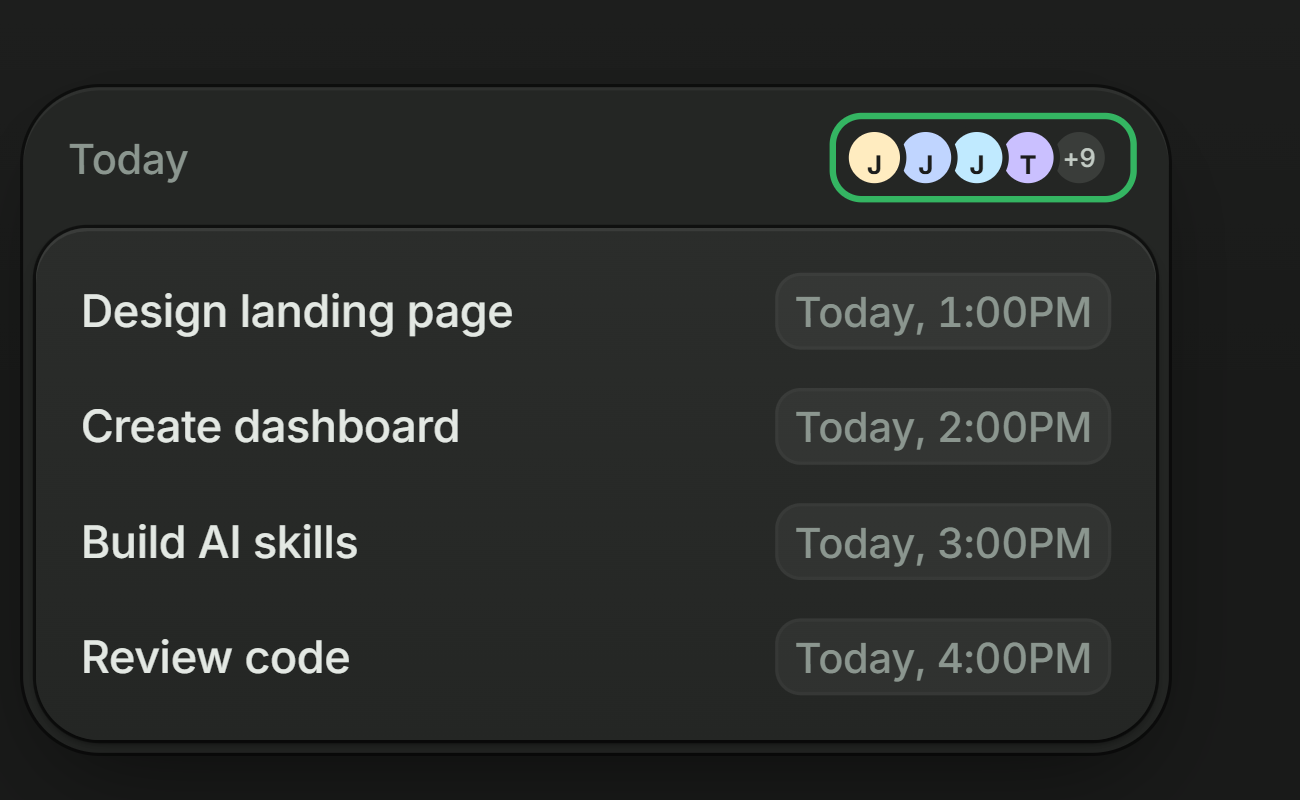 Today J J J T +9
Design landing page Today, 1:00PM
Create dashboard Today, 2:00PM
Build AI skills Today, 3:00PM
Review code Today, 4:00PM